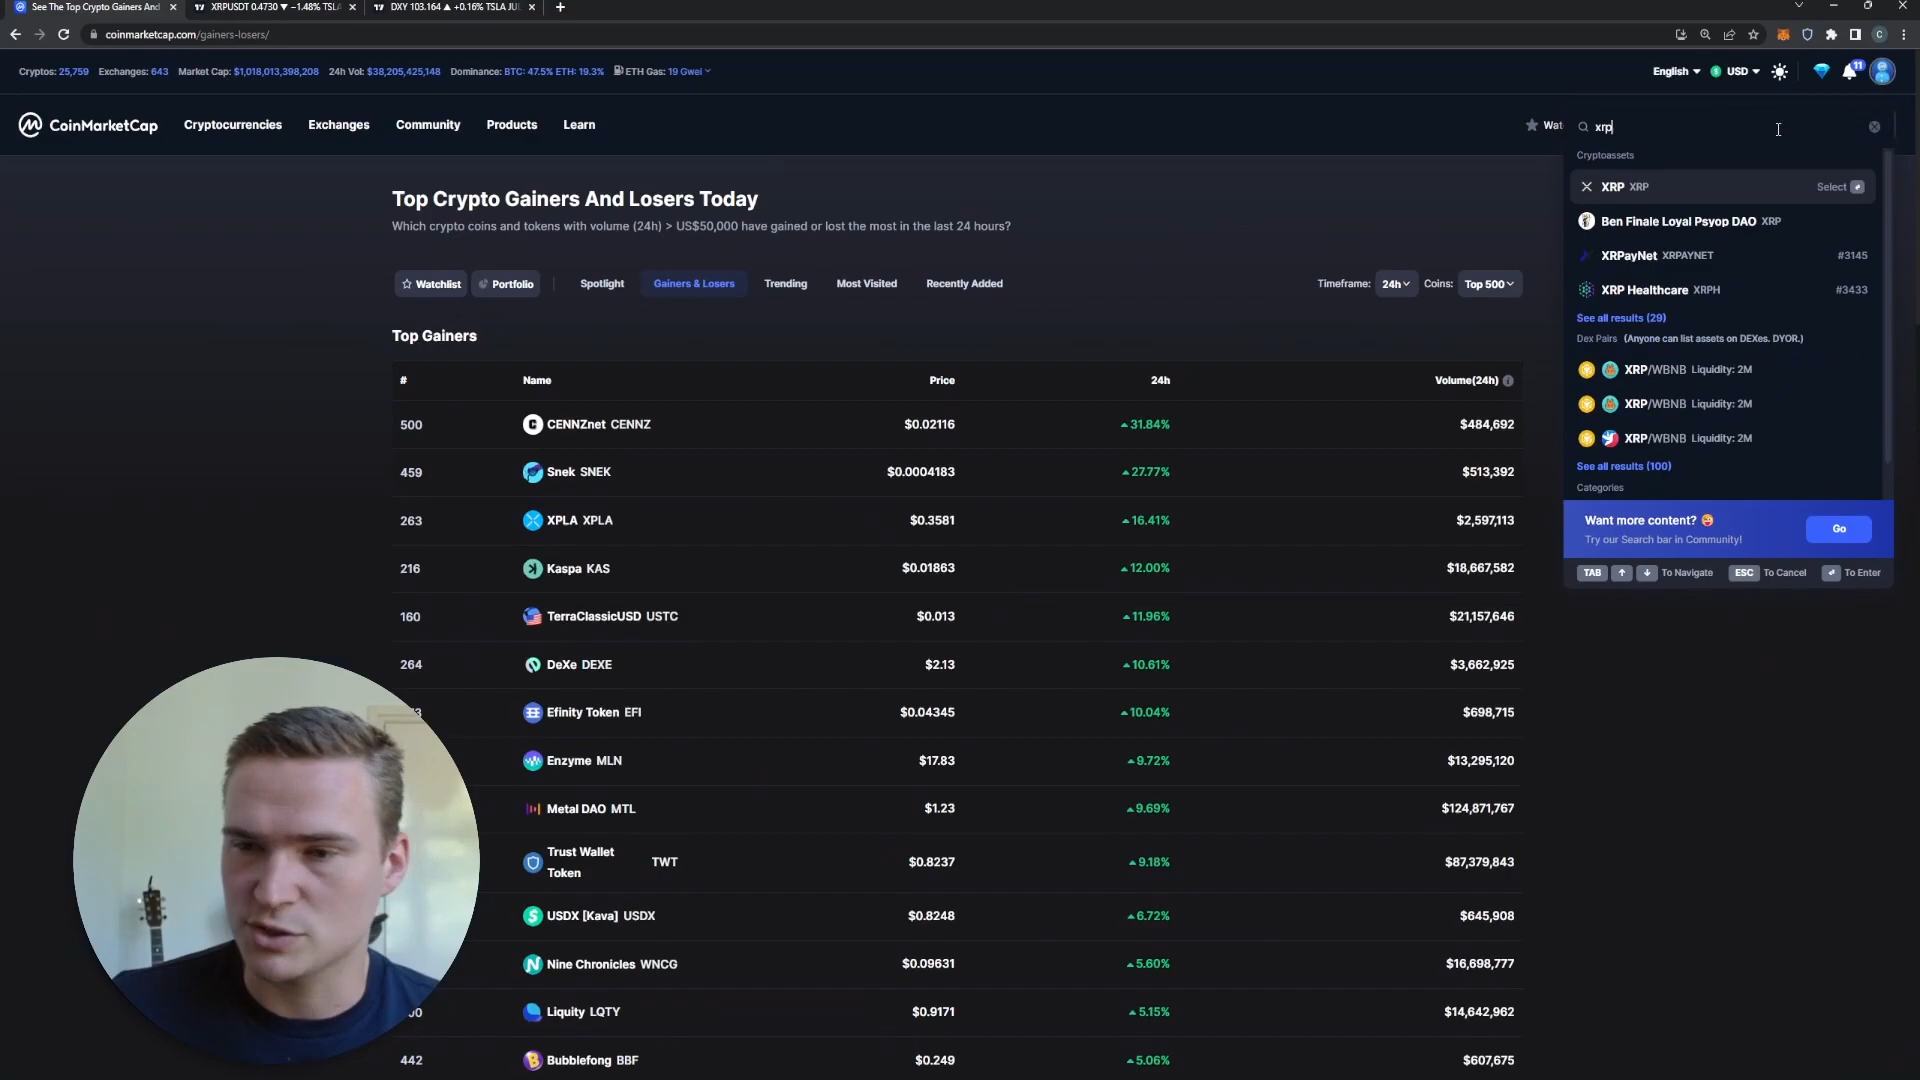 See The Top Crypto Gainers And
XRPUSDT 0.4730 ▼ −1.48% TSLA
DXY 103.164 ▲ +0.16% TSLA JUL
coinmarketcap.com/gainers-losers/
Cryptos: 25,759 Exchanges: 643 Market Cap: $1,018,013,398,208 24h Vol: $38,205,425,148 Dominance: BTC: 47.5% ETH: 19.3% ETH Gas: 19 Gwei
English USD 11
CoinMarketCap Cryptocurrencies Exchanges Community Products Learn
xrp
Cryptoassets
XRP XRP Select
Ben Finale Loyal Psyop DAO XRP
XRPayNet XRPAYNET #3145
XRP Healthcare XRPH #3433
See all results (29)
Dex Pairs (Anyone can list assets on DEXes. DYOR.)
XRP/WBNB Liquidity: 2M
XRP/WBNB Liquidity: 2M
XRP/WBNB Liquidity: 2M
See all results (100)
Categories
Want more content?
Try our Search bar in Community!
Go
TAB To Navigate ESC To Cancel To Enter
Top Crypto Gainers And Losers Today
Which crypto coins and tokens with volume (24h) > US$50,000 have gained or lost the most in the last 24 hours?
Watchlist Portfolio Spotlight Gainers & Losers Trending Most Visited Recently Added Timeframe: 24h Coins: Top 500
Top Gainers
# Name Price 24h Volume(24h)
500 CENNZnet CENNZ $0.02116 31.84% $484,692
459 Snek SNEK $0.0004183 27.77% $513,392
263 XPLA XPLA $0.3581 16.41% $2,597,113
216 Kaspa KAS $0.01863 12.00% $18,667,582
160 TerraClassicUSD USTC $0.013 11.96% $21,157,646
264 DeXe DEXE $2.13 10.61% $3,662,925
Efinity Token EFI $0.04345 10.04% $698,715
Enzyme MLN $17.83 9.72% $13,295,120
Metal DAO MTL $1.23 9.69% $124,871,767
Trust Wallet
Token TWT $0.8237 9.18% $87,379,843
USDX [Kava] USDX $0.8248 6.72% $645,908
Nine Chronicles WNCG $0.09631 5.60% $16,698,777
Liquity LQTY $0.9171 5.15% $14,642,962
442 Bubblefong BBF $0.249 5.06% $607,675